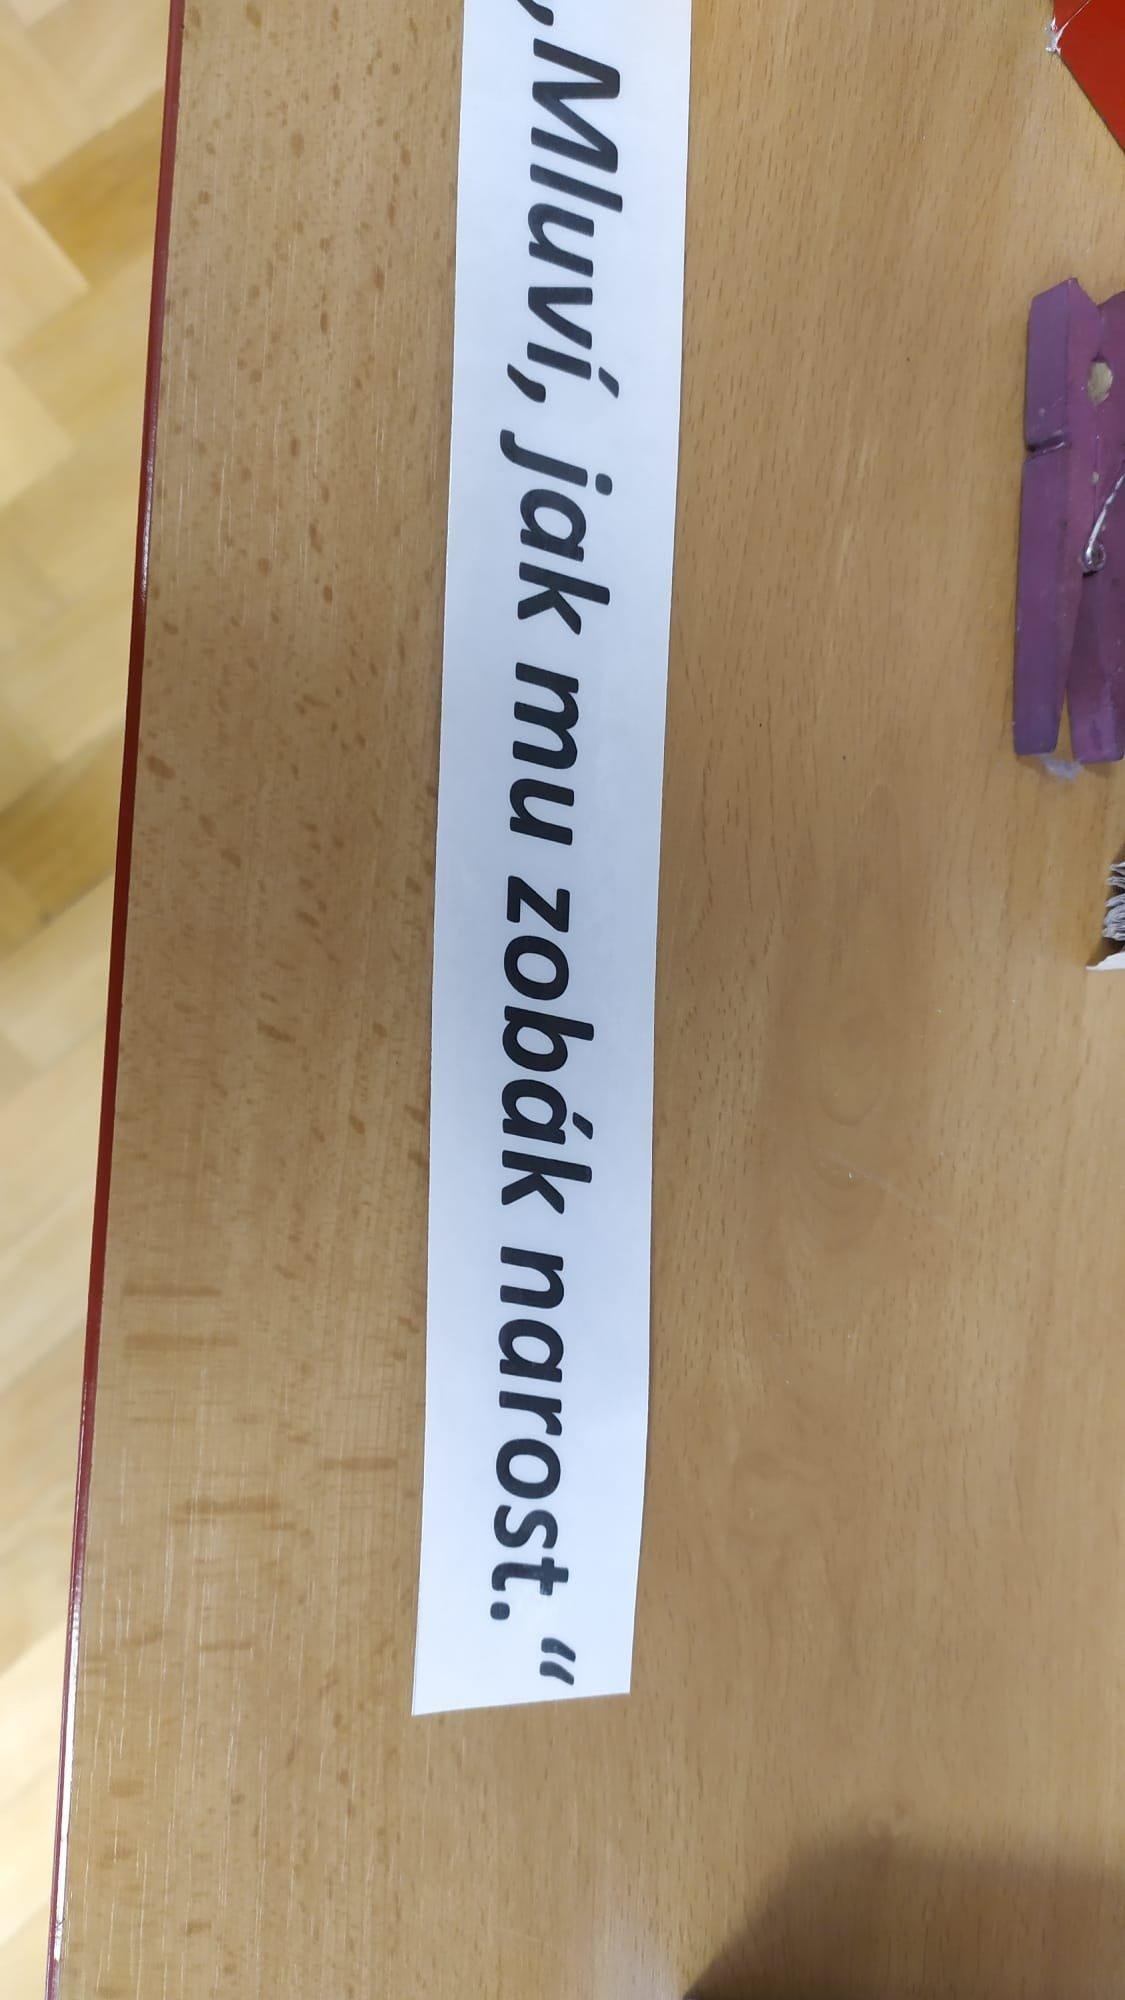 „Mluví, jak mu zobák narost.“